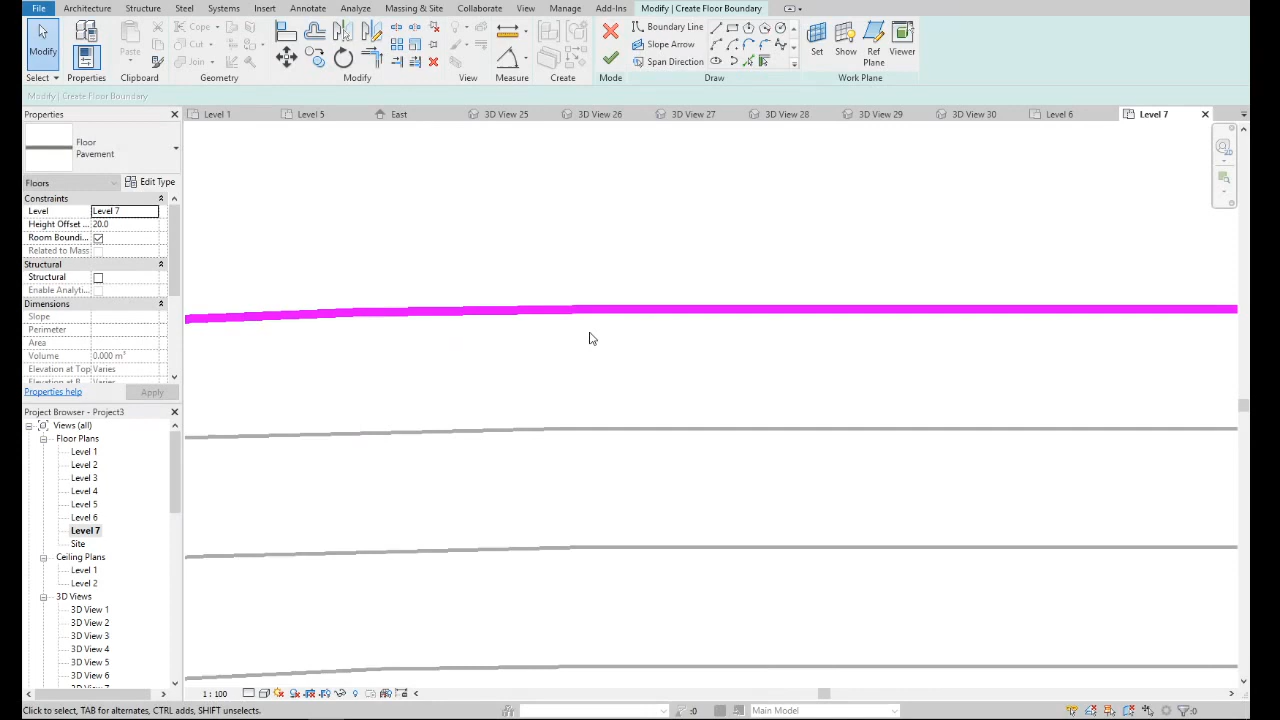 File Architecture Structure Steel Systems Insert Annotate Analyze Massing & Site Collaborate View Manage Add-Ins Modify | Create Floor Boundary
Modify
Select
Properties
Paste
Clipboard
Cope
Cut
Join
Geometry
Modify
View
Measure
Create
Mode
Boundary Line
Slope Arrow
Span Direction
Draw
Set
Show
Ref
Plane
Viewer
Work Plane
Modify | Create Floor Boundary
Properties
Level 1 Level 5 East 3D View 25 3D View 26 3D View 27 3D View 28 3D View 29 3D View 30 Level 6 Level 7
Floor
Pavement
Floors
Edit Type
Constraints
Level Level 7
Height Offset ... 20.0
Room Boundi...
Related to Mass
Structural
Structural
Enable Analyti...
Dimensions
Slope
Perimeter
Area
Volume 0.000 m³
Elevation at Top Varies
Elevation at B... Varies
Properties help Apply
Project Browser - Project3
Views (all)
Floor Plans
Level 1
Level 2
Level 3
Level 4
Level 5
Level 6
Level 7
Site
Ceiling Plans
Level 1
Level 2
3D Views
3D View 1
3D View 2
3D View 3
3D View 4
3D View 5
3D View 6
1 : 100
Click to select, TAB for alternates, CTRL adds, SHIFT unselects.
:0
Main Model
:0